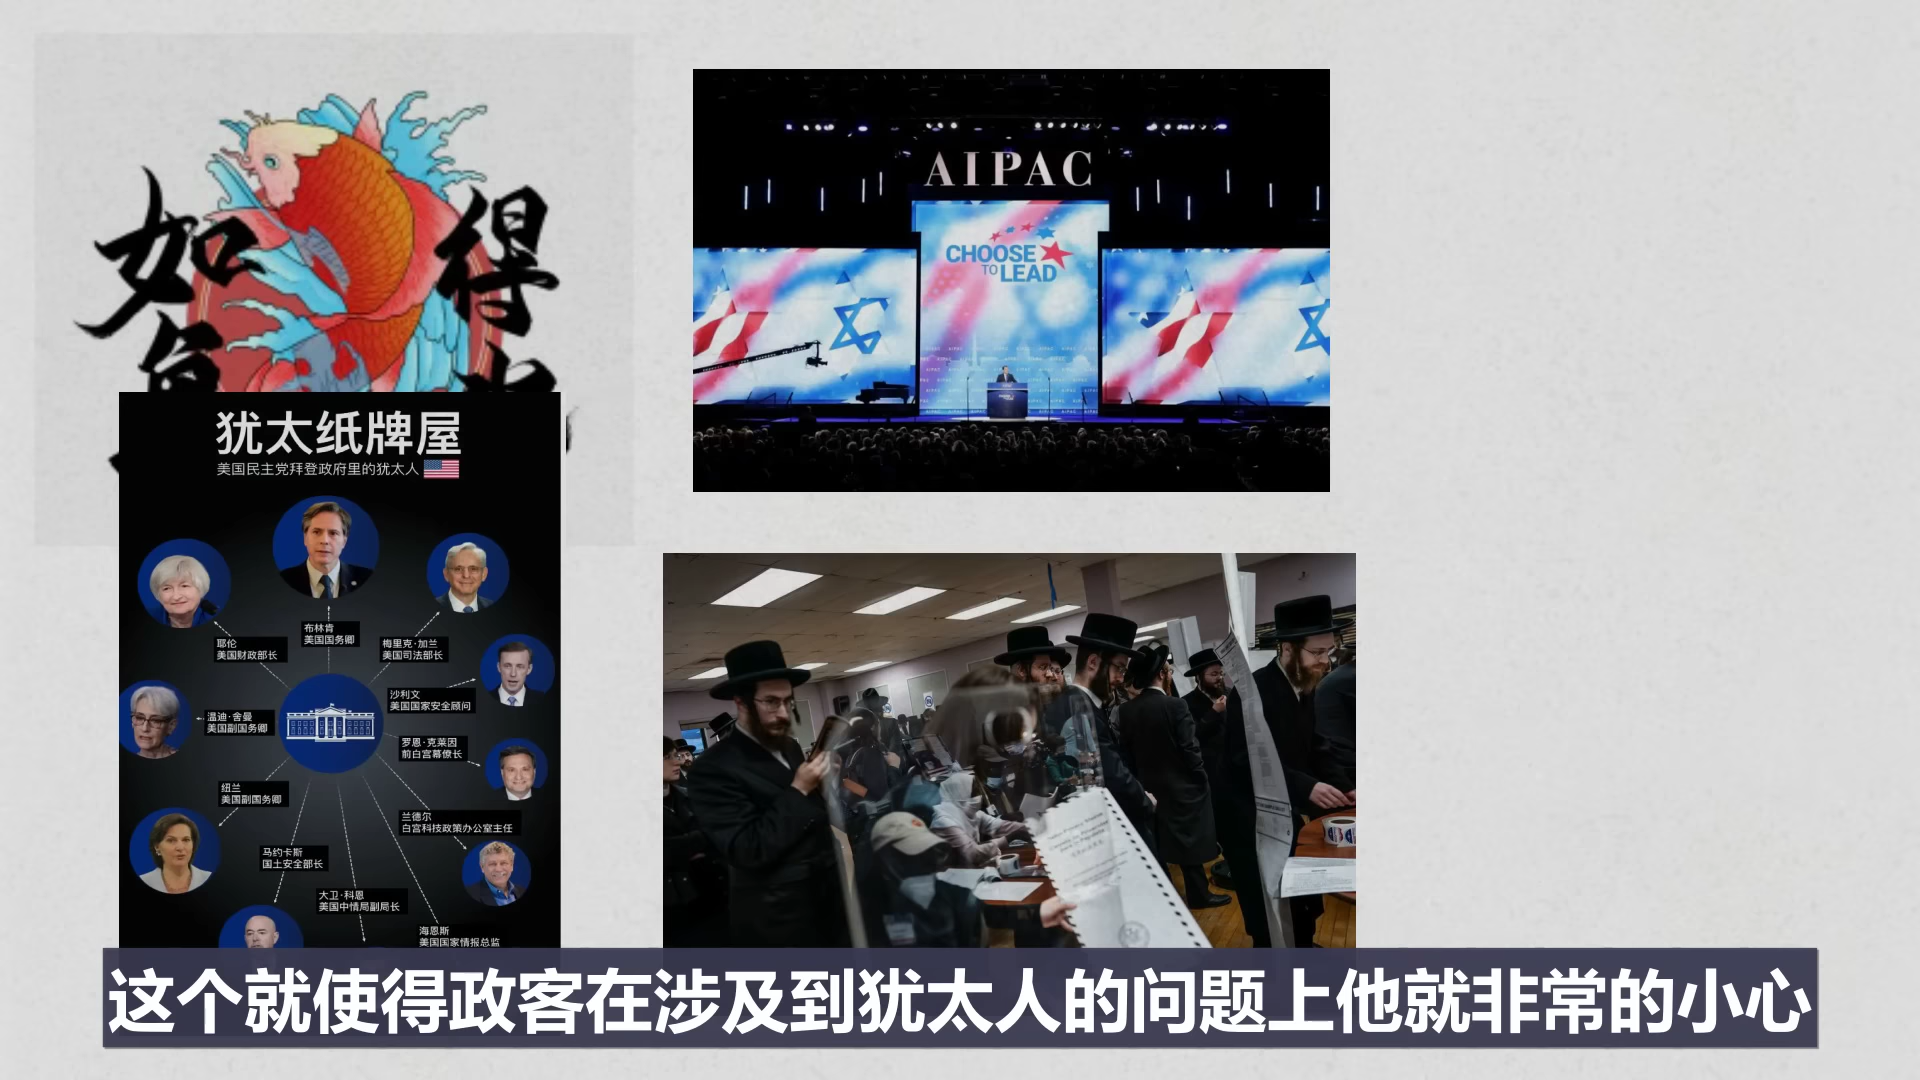 如
得
AIPAC
CHOOSE
TO LEAD
犹太纸牌屋
美国民主党拜登政府里的犹太人
布林肯
美国国务卿
耶伦
美国财政部长
梅里克·加兰
美国司法部长
沙利文
美国国家安全顾问
温迪·舍曼
美国副国务卿
罗恩·克莱因
前白宫幕僚长
纽兰
美国副国务卿
兰德尔
白宫科技政策办公室主任
马约卡斯
国土安全部长
大卫·科恩
美国中情局副局长
海恩斯
美国国家情报总监
这个就使得政客在涉及到犹太人的问题上他就非常的小心